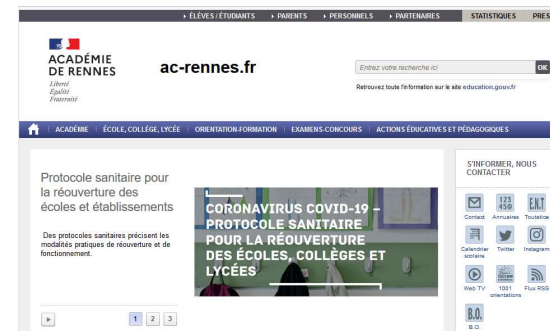 ÉLÈVES / ÉTUDIANTS PARENTS PERSONNELS PARTENAIRES STATISTIQUES PRES
ACADÉMIE
DE RENNES
Liberté
Égalité
Fraternité
ac-rennes.fr
Entrez votre recherche ici OK
Retrouvez toute l'information sur le site education.gouv.fr
ACADÉMIE ÉCOLE, COLLÈGE, LYCÉE ORIENTATION-FORMATION EXAMENS-CONCOURS ACTIONS ÉDUCATIVES ET PÉDAGOGIQUES
Protocole sanitaire pour
la réouverture des
écoles et établissements
Des protocoles sanitaires précisent les
modalités pratiques de réouverture et de
fonctionnement.
1 2 3
CORONAVIRUS COVID-19 –
PROTOCOLE SANITAIRE
POUR LA RÉOUVERTURE
DES ÉCOLES, COLLÈGES ET
LYCÉES
S'INFORMER, NOUS
CONTACTER
123
45@
E.N.T
Contact Annuaires Toutatice
Calendrier
scolaire
Twitter Instagram
Web TV 1001
orientations
Flux RSS
B.O.
B.O.